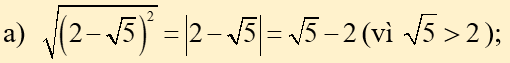 a) √(2−√5)² = |2−√5| = √5 − 2 (vì √5 > 2 );